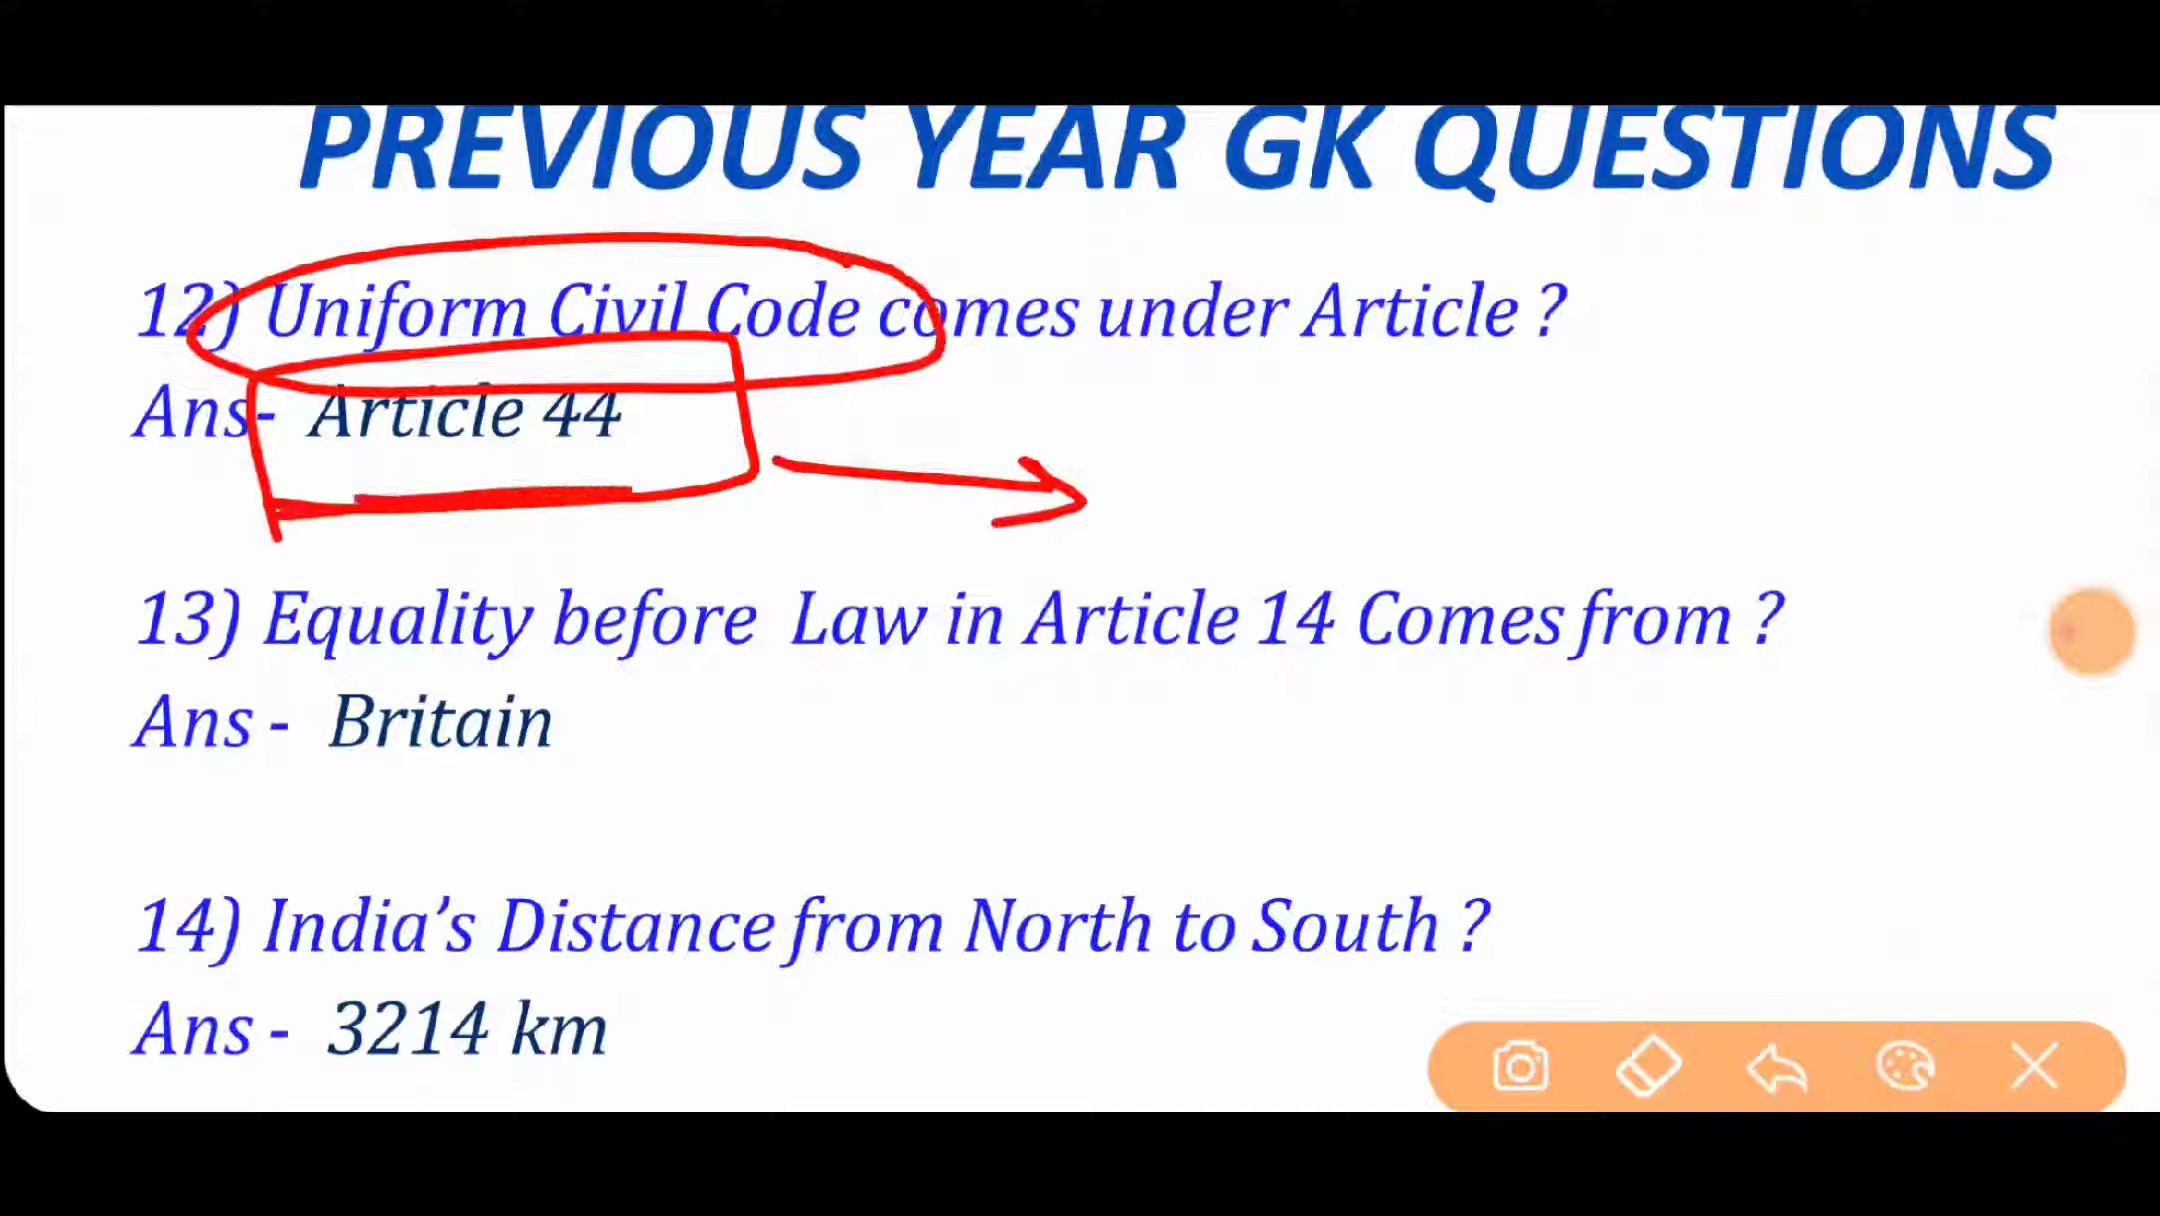 PREVIOUS YEAR GK QUESTIONS
12) Uniform Civil Code comes under Article ?
Ans- Article 44
13) Equality before Law in Article 14 Comes from ?
Ans - Britain
14) India’s Distance from North to South ?
Ans - 3214 km